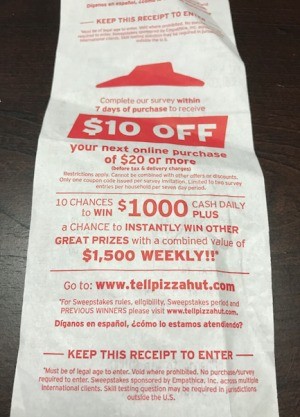 Díganos en español, ¿cómo lo
KEEP THIS RECEIPT TO ENTER
Complete our survey within
7 days of purchase to receive
$10 OFF
your next online purchase
of $20 or more
(before tax & delivery charges)
Restrictions apply. Cannot be combined with other offers or discounts.
Only one coupon code issued per survey invitation. Limited to two survey
entries per household per seven day period.
10 CHANCES to WIN $1000 CASH DAILY PLUS
a CHANCE to INSTANTLY WIN OTHER
GREAT PRIZES with a combined value of
$1,500 WEEKLY!!*
Go to: www.tellpizzahut.com
*For Sweepstakes rules, eligibility, Sweepstakes period and
PREVIOUS WINNERS please visit www.tellpizzahut.com.
Díganos en español, ¿cómo lo estamos atendiendo?
KEEP THIS RECEIPT TO ENTER
*Must be of legal age to enter. Void where prohibited. No purchase/survey
required to enter. Sweepstakes sponsored by Empathica, Inc. across multiple
international clients. Skill testing question may be required in jurisdictions
outside the U.S.